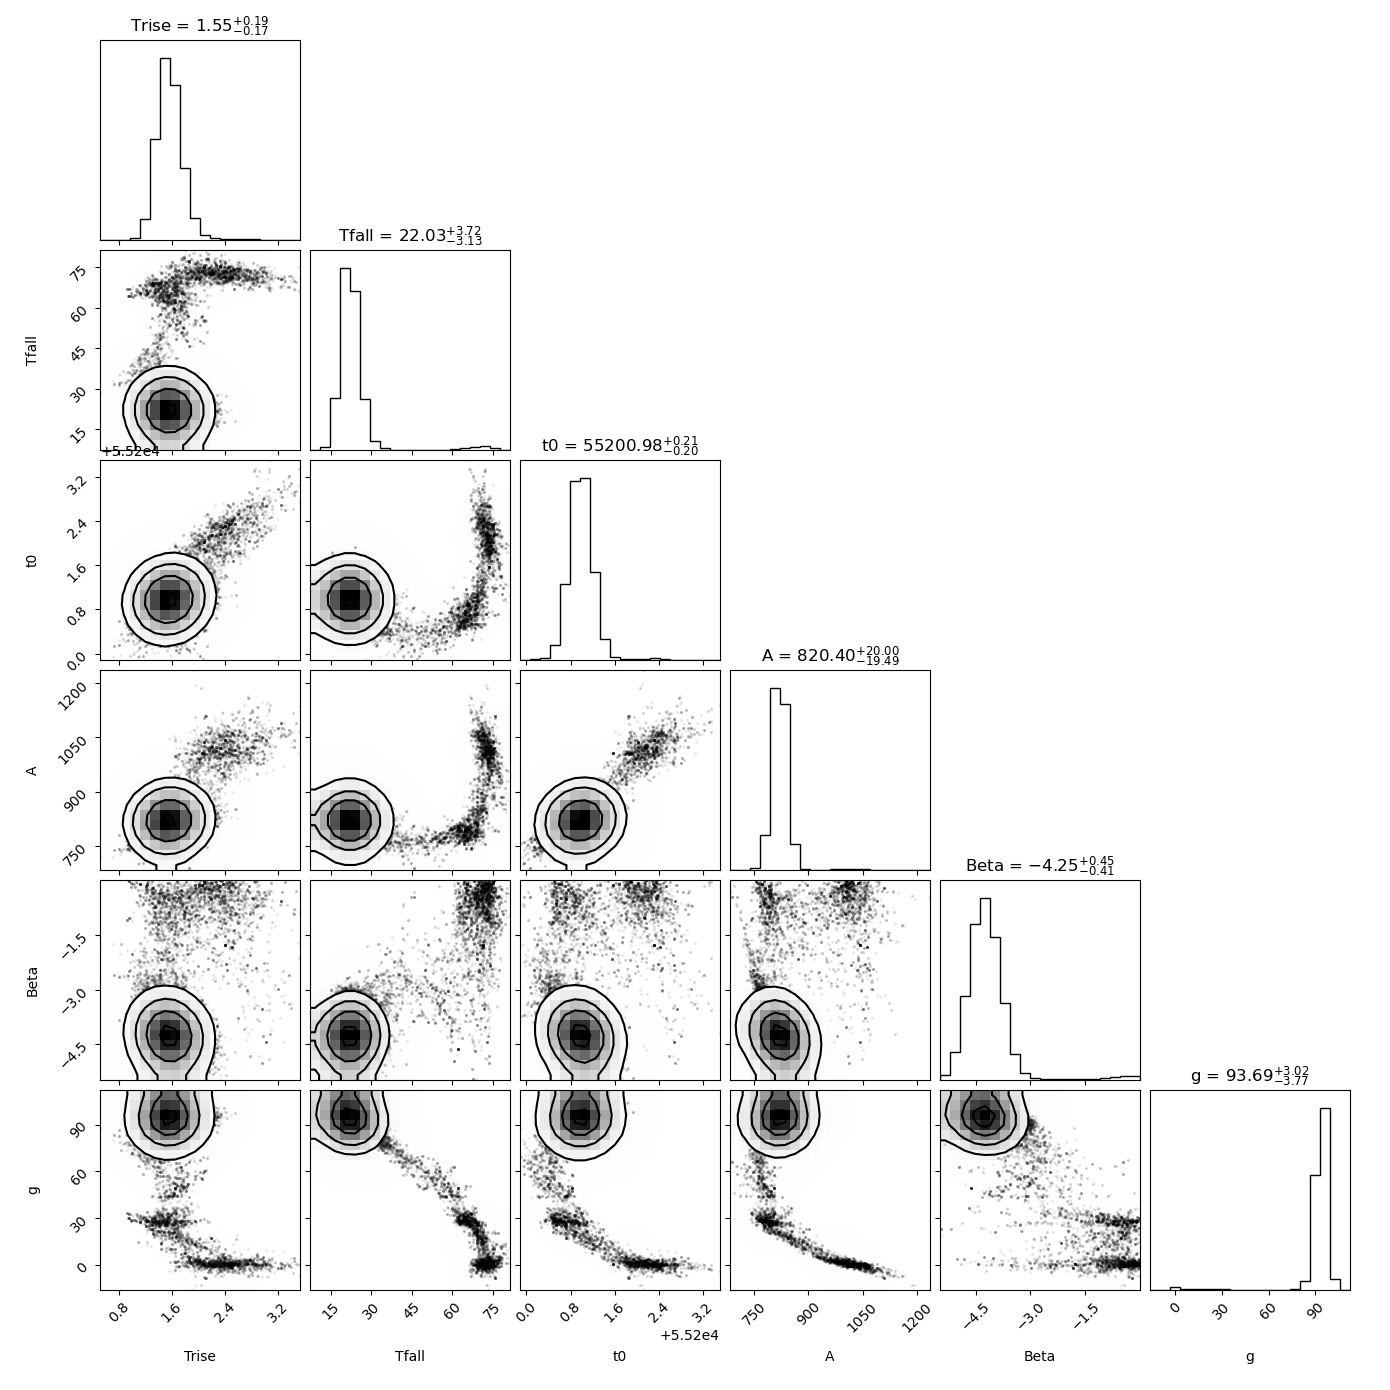 Trise = 1.55 +0.19 −0.17
Tfall = 22.03 +3.72 −3.13
75
60
45
30
15
Tfall
+5.52e4
t0 = 55200.98 +0.21 −0.20
3.2
2.4
1.6
0.8
0.0
t0
A = 820.40 +20.00 −19.49
1200
1050
900
750
A
Beta = −4.25 +0.45 −0.41
−1.5
−3.0
−4.5
Beta
g = 93.69 +3.02 −3.77
90
60
30
0
g
0.8 1.6 2.4 3.2 15 30 45 60 75 0.0 0.8 1.6 2.4 3.2 750 900 1050 1200 −4.5 −3.0 −1.5 0 30 60 90
+5.52e4
Trise Tfall t0 A Beta g